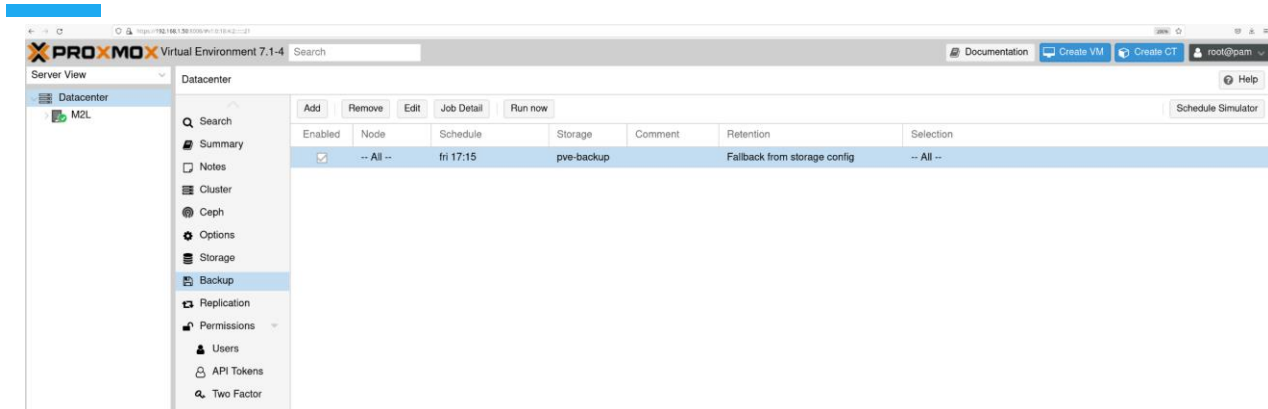 PROXMOX Virtual Environment 7.1-4 Search Documentation Create VM Create CT root@pam
Server View Datacenter Help
Datacenter
M2L
Search
Summary
Notes
Cluster
Ceph
Options
Storage
Backup
Replication
Permissions
Users
API Tokens
Two Factor
Add Remove Edit Job Detail Run now Schedule Simulator
Enabled Node Schedule Storage Comment Retention Selection
-- All -- fri 17:15 pve-backup Fallback from storage config -- All --